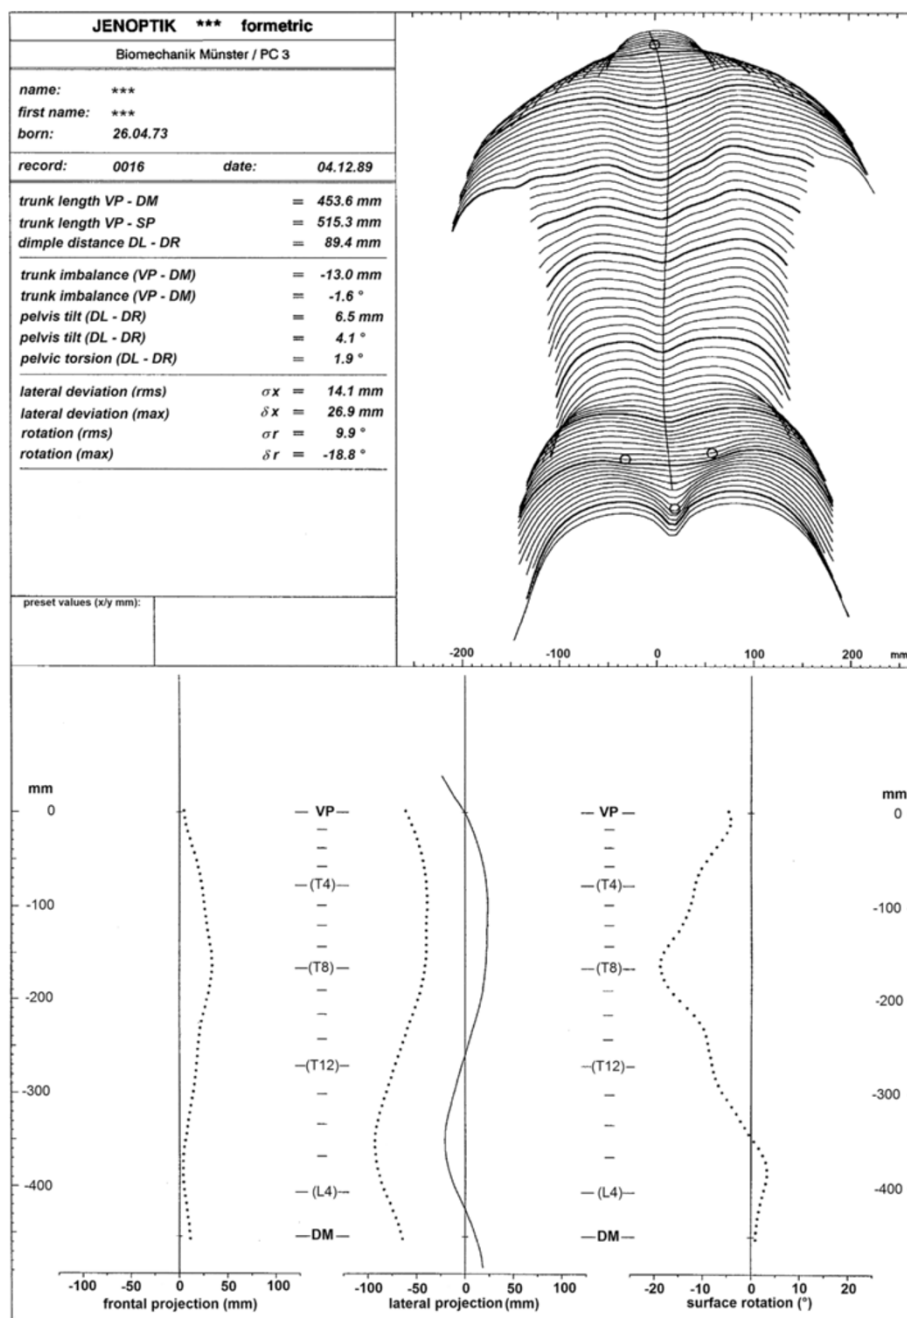 JENOPTIK *** formetric
Biomechanik Münster / PC 3
name: ***
first name: ***
born: 26.04.73
record: 0016 date: 04.12.89
trunk length VP - DM = 453.6 mm
trunk length VP - SP = 515.3 mm
dimple distance DL - DR = 89.4 mm
trunk imbalance (VP - DM) = -13.0 mm
trunk imbalance (VP - DM) = -1.6 °
pelvis tilt (DL - DR) = 6.5 mm
pelvis tilt (DL - DR) = 4.1 °
pelvic torsion (DL - DR) = 1.9 °
lateral deviation (rms) σx = 14.1 mm
lateral deviation (max) δx = 26.9 mm
rotation (rms) σr = 9.9 °
rotation (max) δr = -18.8 °
preset values (x/y mm):
-200 -100 0 100 200 mm
mm mm
0 VP VP 0
(T4) (T4)
-100 -100
(T8) (T8)
-200 -200
(T12) (T12)
-300 -300
(L4) (L4)
-400 -400
DM DM
-100 -50 0 50 100 -100 -50 0 50 100 -20 -10 0 10 20
frontal projection (mm) lateral projection (mm) surface rotation (°)